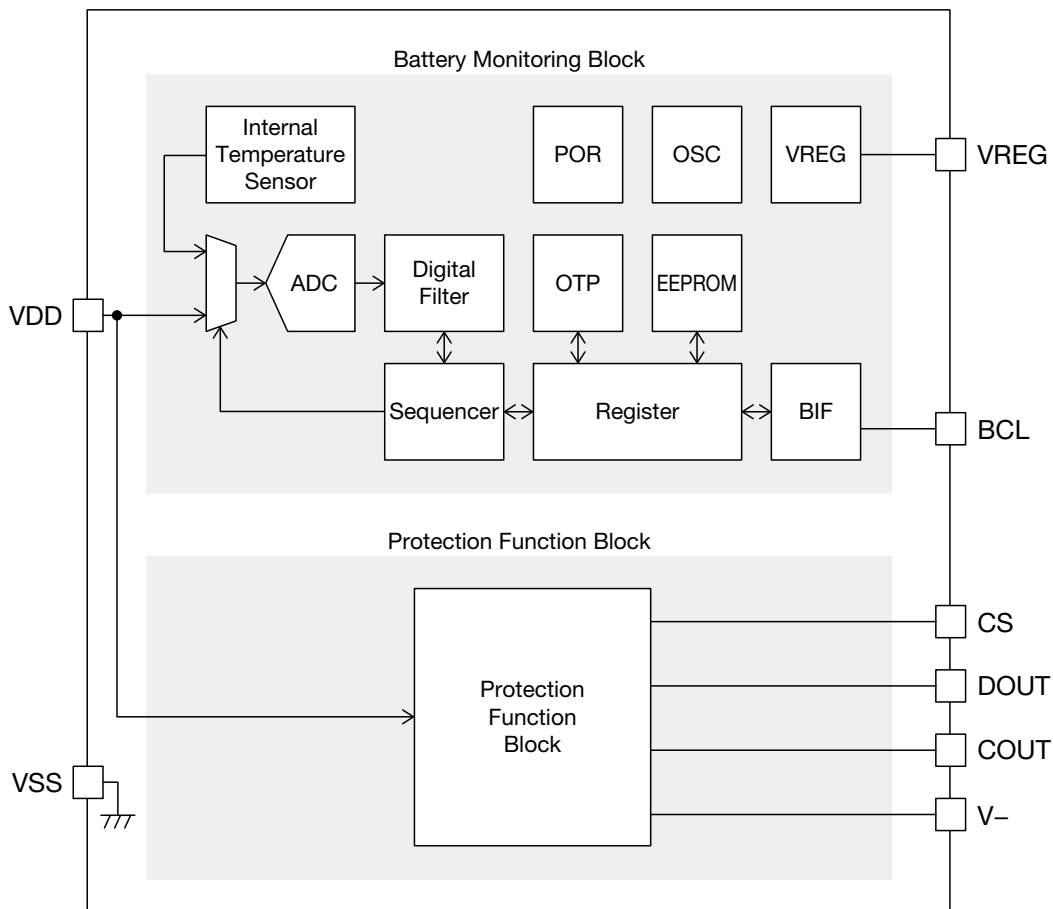 Battery Monitoring Block
Internal
Temperature
Sensor
POR
OSC
VREG
VREG
ADC
Digital
Filter
OTP
EEPROM
VDD
Sequencer
Register
BIF
BCL
Protection Function Block
Protection
Function
Block
CS
DOUT
COUT
V–
VSS